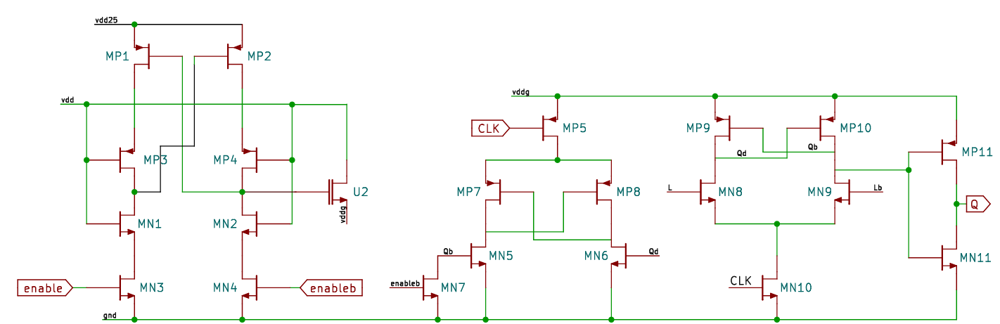 vdd25
MP1
MP2
vdd
vddg
CLK
MP5
MP9
MP10
Qd
Qb
MP11
MP3
MP4
U2
vddg
MP7
MP8
L
MN8
MN9
Lb
Q
MN1
MN2
Qb
MN5
MN6
Qd
MN11
enable
MN3
MN4
enableb
enableb
MN7
CLK
MN10
gnd